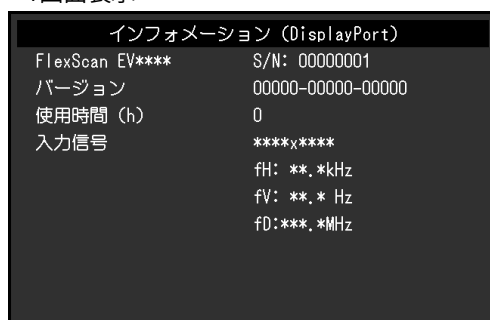 インフォメーション (DisplayPort)
FlexScan EV**** S/N: 00000001
バージョン 00000-00000-00000
使用時間 (h) 0
入力信号 ****x****
fH: **.*kHz
fV: **.* Hz
fD:***.*MHz